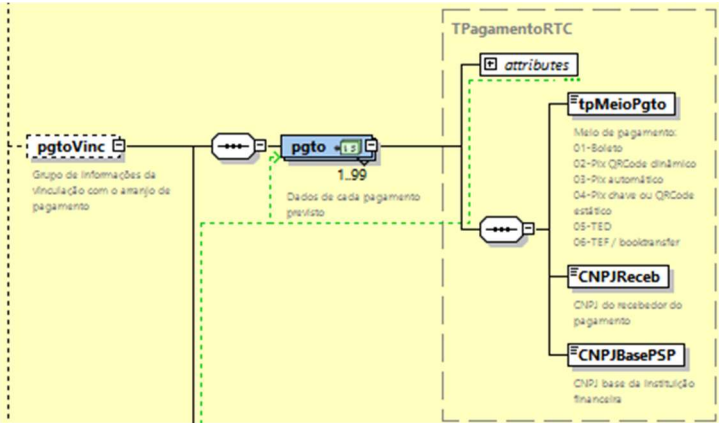 TPagamentoRTC
attributes
pgtoVinc
Grupo de Informações da
vinculação com o arranjo de
pagamento
pgto
1..99
Dados de cada pagamento
previsto
tpMeioPgto
Meio de pagamento:
01-Boleto
02-Pix QRCode dinâmico
03-Pix automático
04-Pix chave ou QRCode
estático
05-TED
06-TEF / booktransfer
CNPJReceb
CNPJ do recebedor do
pagamento
CNPJBasePSP
CNPJ base da instituição
financeira